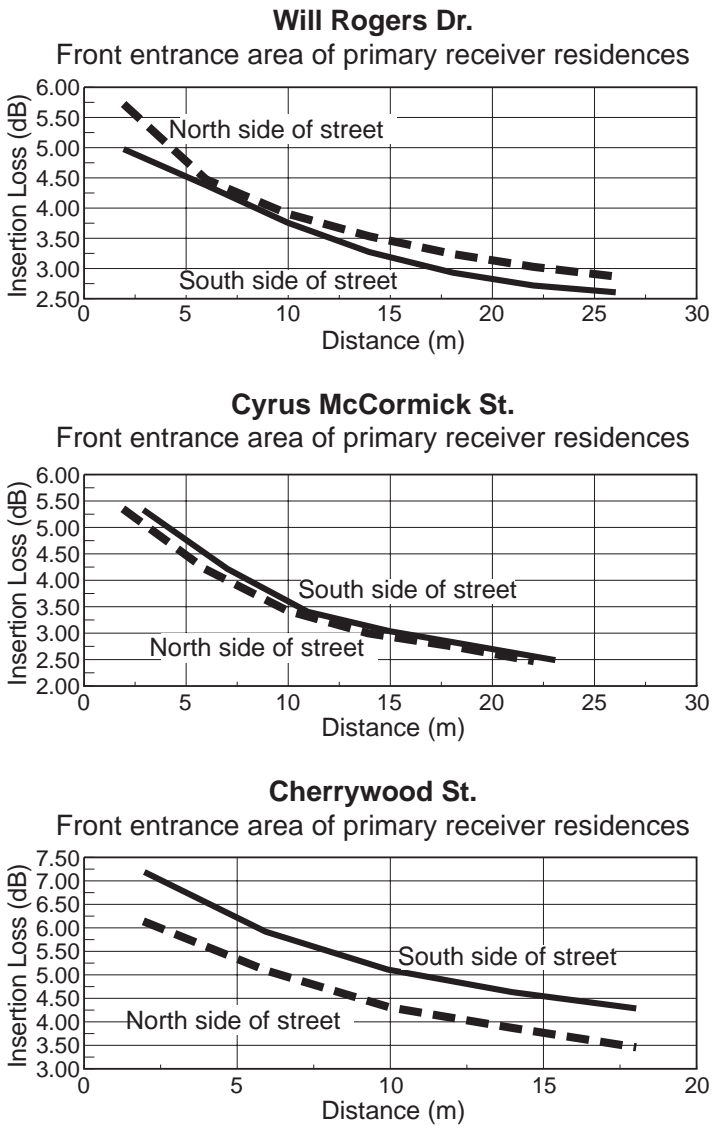 Will Rogers Dr.
Front entrance area of primary receiver residences
Insertion Loss (dB)
6.00
5.50
5.00
4.50
4.00
3.50
3.00
2.50
North side of street
South side of street
0 5 10 15 20 25 30
Distance (m)
Cyrus McCormick St.
Front entrance area of primary receiver residences
Insertion Loss (dB)
6.00
5.50
5.00
4.50
4.00
3.50
3.00
2.50
2.00
South side of street
North side of street
0 5 10 15 20 25 30
Distance (m)
Cherrywood St.
Front entrance area of primary receiver residences
Insertion Loss (dB)
7.50
7.00
6.50
6.00
5.50
5.00
4.50
4.00
3.50
3.00
South side of street
North side of street
0 5 10 15 20
Distance (m)